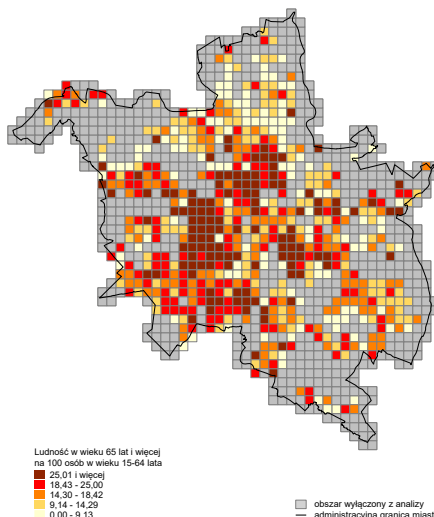 Ludność w wieku 65 lat i więcej
na 100 osób w wieku 15-64 lata
25,01 i więcej
18,43 - 25,00
14,30 - 18,42
9,14 - 14,29
0,00 - 9,13
obszar wyłączony z analizy
administracyjna granica miast